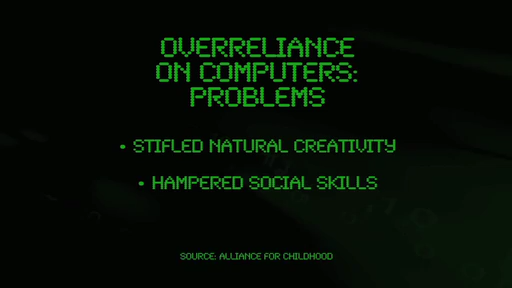 OVERRELIANCE
ON COMPUTERS:
PROBLEMS
• STIFLED NATURAL CREATIVITY
• HAMPERED SOCIAL SKILLS
SOURCE: ALLIANCE FOR CHILDHOOD